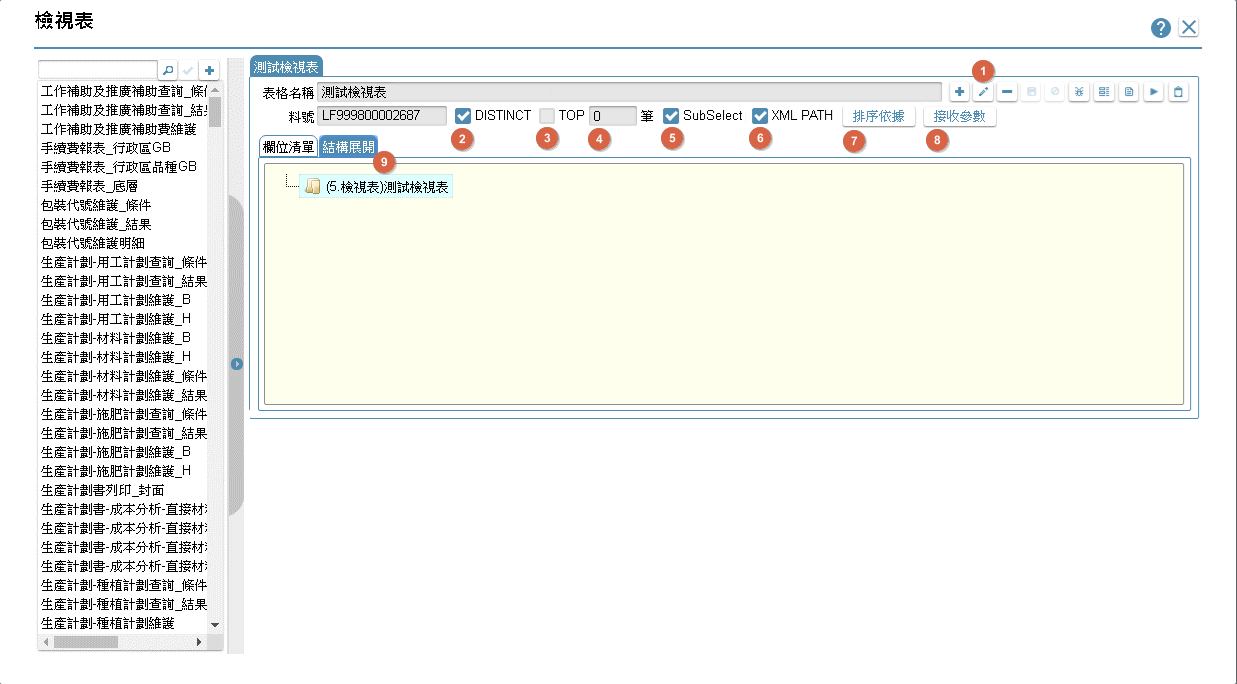 檢視表
?
測試檢視表
1
表格名稱 測試檢視表
料號 LF999800002687 DISTINCT TOP 0 筆 SubSelect XML PATH 排序依據 接收參數
2 3 4 5 6 7 8
欄位清單 結構展開 9
(5.檢視表)測試檢視表
工作補助及推廣補助查詢_條
工作補助及推廣補助查詢_結
工作補助及推廣補助費維護
手續費報表_行政區GB
手續費報表_行政區品種GB
手續費報表_底層
包裝代號維護_條件
包裝代號維護_結果
包裝代號維護明細
生產計劃-用工計劃查詢_條件
生產計劃-用工計劃查詢_結果
生產計劃-用工計劃維護_B
生產計劃-用工計劃維護_H
生產計劃-材料計劃維護_B
生產計劃-材料計劃維護_H
生產計劃-材料計劃維護_條件
生產計劃-材料計劃維護_結果
生產計劃-施肥計劃查詢_條件
生產計劃-施肥計劃查詢_結果
生產計劃-施肥計劃維護_B
生產計劃-施肥計劃維護_H
生產計劃書列印_封面
生產計劃書-成本分析-直接材
生產計劃書-成本分析-直接材
生產計劃書-成本分析-直接材
生產計劃書-成本分析-直接材
生產計劃-種植計劃查詢_條件
生產計劃-種植計劃查詢_結果
生產計劃-種植計劃維護